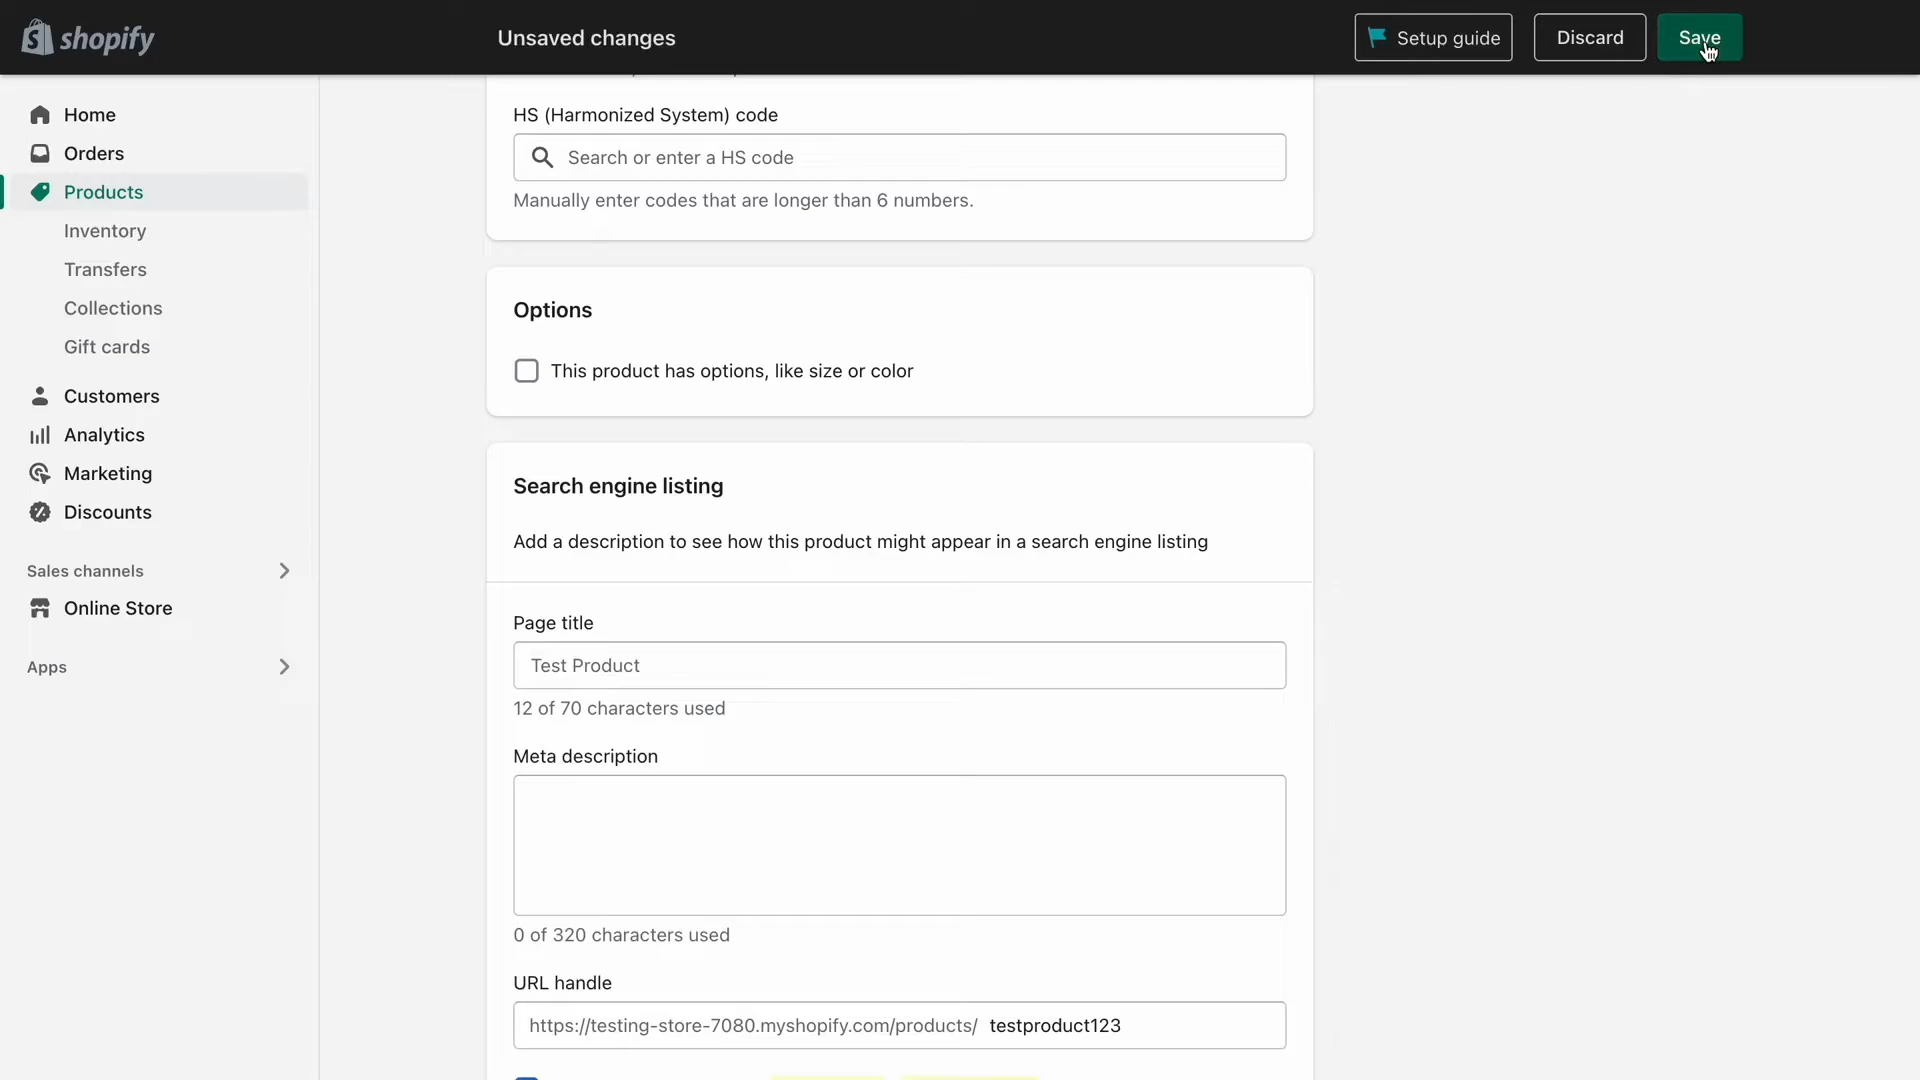 shopify
Unsaved changes
Setup guide
Discard
Save
Home
Orders
Products
Inventory
Transfers
Collections
Gift cards
Customers
Analytics
Marketing
Discounts
Sales channels
Online Store
Apps
HS (Harmonized System) code
Search or enter a HS code
Manually enter codes that are longer than 6 numbers.
Options
This product has options, like size or color
Search engine listing
Add a description to see how this product might appear in a search engine listing
Page title
Test Product
12 of 70 characters used
Meta description
0 of 320 characters used
URL handle
https://testing-store-7080.myshopify.com/products/ testproduct123